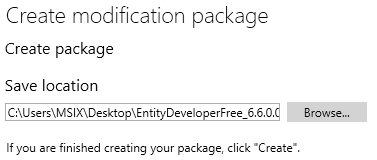 Create modification package
Create package
Save location
C:\Users\MSIX\Desktop\EntityDeveloperFree_6.6.0.0
Browse...
If you are finished creating your package, click "Create".